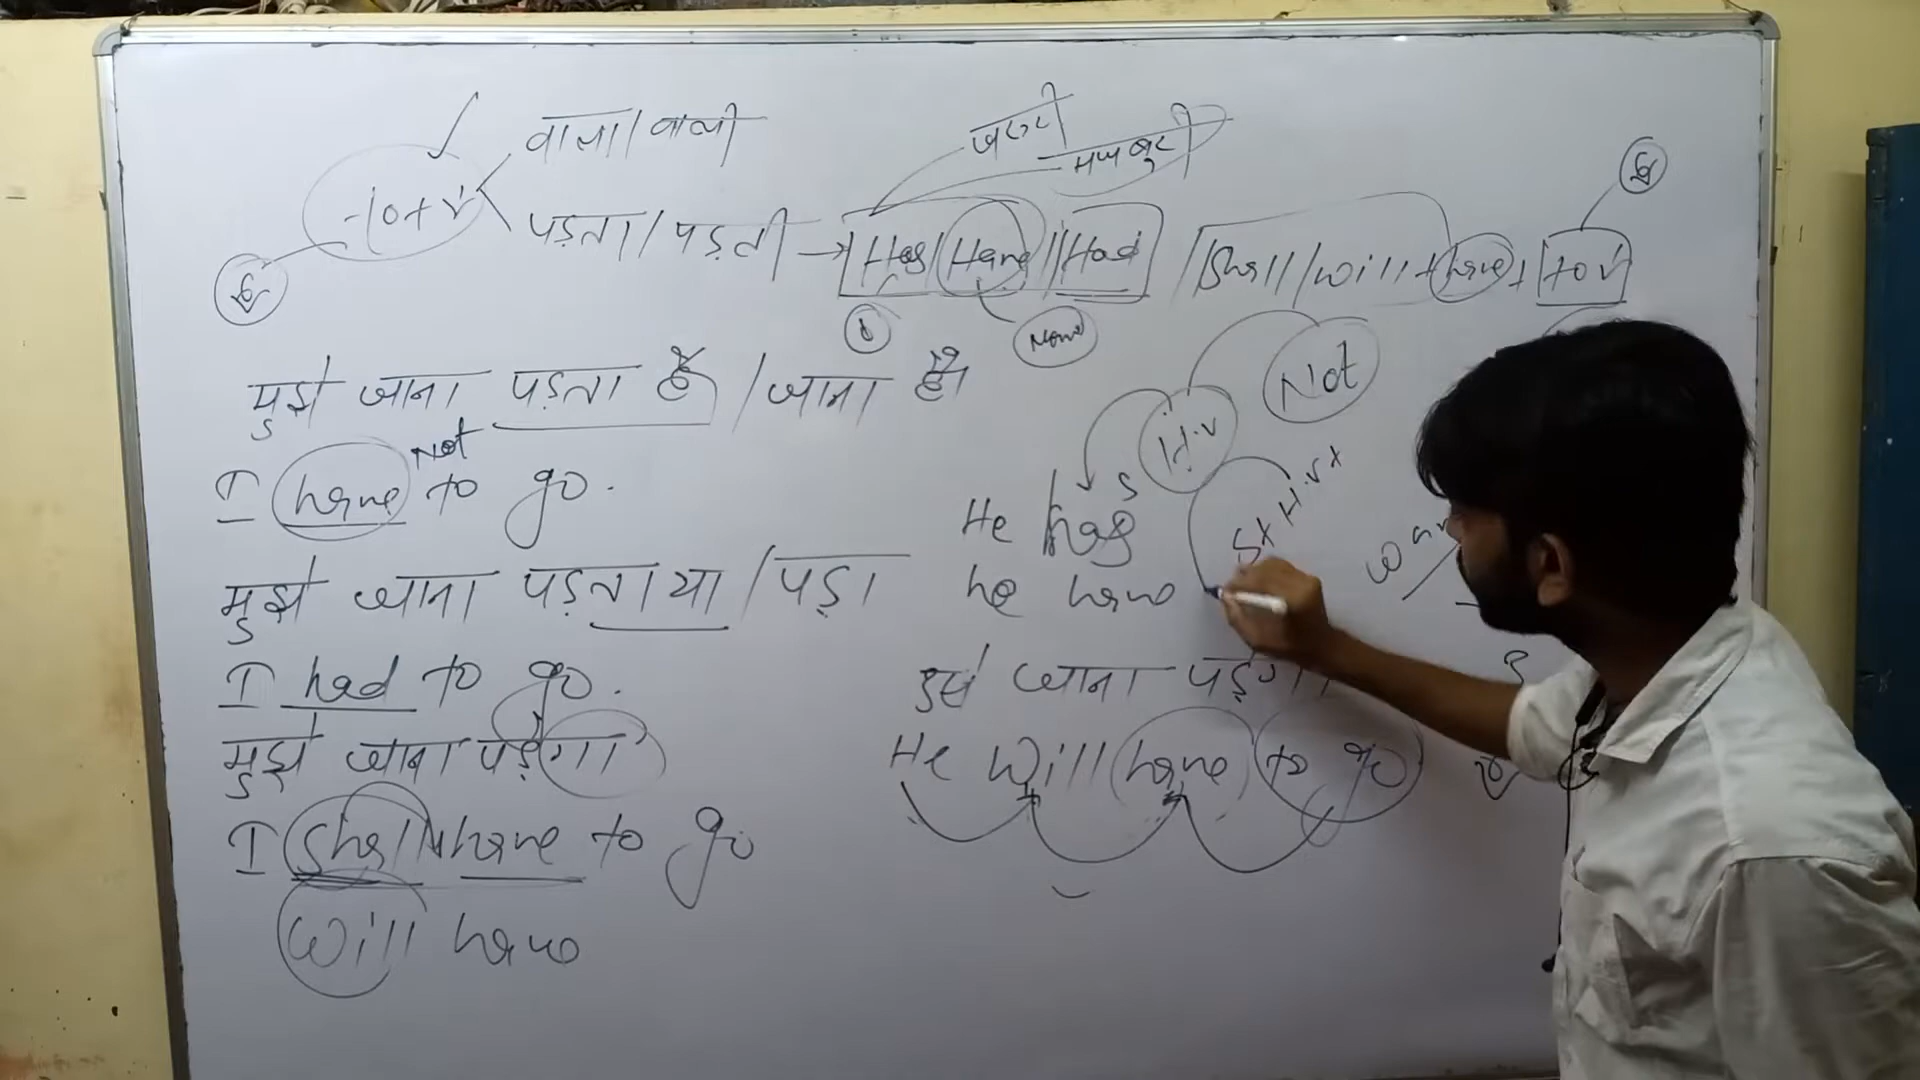 वाला/वाली
to+V
पड़ता/पड़ती → Has/Have/Had /Shall/will+have+ to V
जरूरी
मजबूरी
Not
मुझे जाना पड़ता है /जाना है।
I have Not to go.
मुझे जाना पड़ता था/पड़ा
I had to go.
मुझे जाना पड़ेगा
I shall have to go
will have
H.V
S+H.V+
He has
he have
उसे जाना पड़ेगा
He will have to go